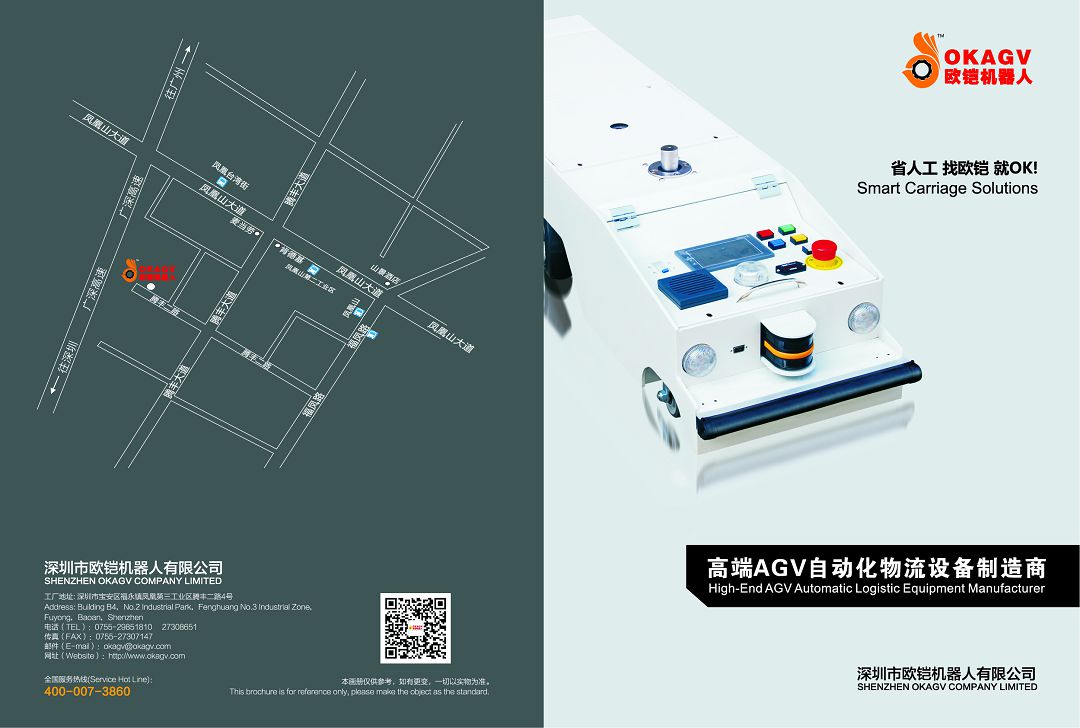 往广州
凤凰山大道
广深高速
凤凰台湾街
凤凰山大道
腾丰大道
麦当劳
肯德基
凤凰山第二工业区
山景酒店
凤凰山大道
OKAGV
欧铠机器人
腾丰二路
广深高速
腾丰大道
凤凰山
福凤路
凤凰山大道
往深圳
腾丰二路
腾丰大道
福凤路
深圳市欧铠机器人有限公司
SHENZHEN OKAGV COMPANY LIMITED
工厂地址: 深圳市宝安区福永镇凤凰第三工业区腾丰二路4号
Address: Building B4, No.2 Industrial Park, Fenghuang No.3 Industrial Zone,
Fuyong, Baoan, Shenzhen
电话（TEL）: 0755-29851810 27308651
传真（FAX）: 0755-27307147
邮件（E-mail）: okagv@okagv.com
网址（Website）: http://www.okagv.com
全国服务热线(Service Hot Line):
400-007-3860
本画册仅供参考，如有更变，一切以实物为准。
This brochure is for reference only, please make the object as the standard.
OKAGV™
欧铠机器人
省人工 找欧铠 就OK!
Smart Carriage Solutions
高端AGV自动化物流设备制造商
High-End AGV Automatic Logistic Equipment Manufacturer
深圳市欧铠机器人有限公司
SHENZHEN OKAGV COMPANY LIMITED